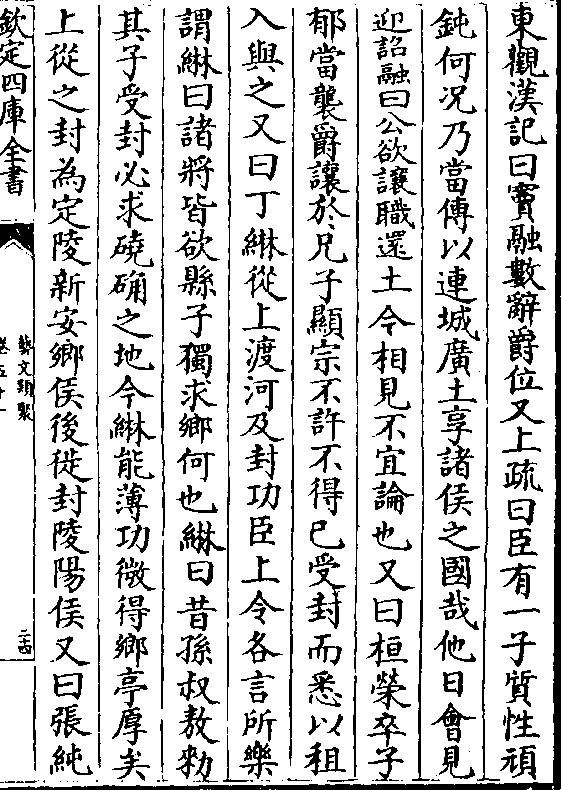 東觀漢記曰竇融數辭爵位又上疏曰臣有一子質性頑
鈍何况乃當傳以連城廣土享諸侯之國哉他日會見
迎詔融曰公欲讓職還土今相見不宜論也又曰桓榮卒子
郁當襲爵讓於兄子顯宗不許不得已受封而悉以租
入與之又曰丁綝從上渡河及封功臣上令各言所樂
謂綝曰諸將皆欲縣子獨求鄉何也綝曰昔孫叔敖勑
其子受封必求磽确之地今綝能薄功微得鄉亭厚矣
上從之封為定陵新安鄉侯後徙封陵陽侯又曰張純
欽定四庫全書
藝文類聚
卷五十一
二十四